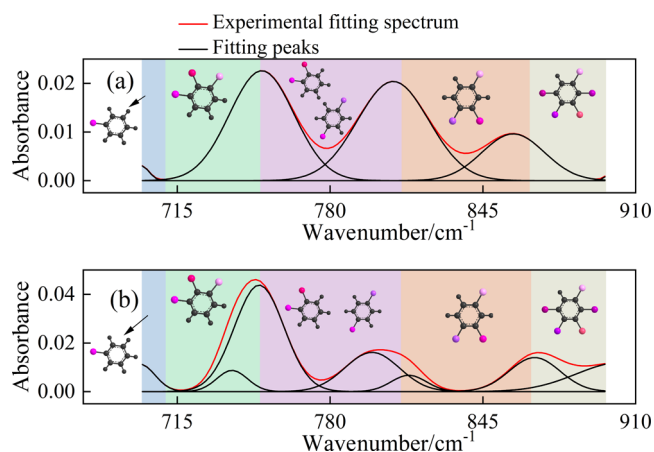 Experimental fitting spectrum
Fitting peaks
(a)
Absorbance
0.02
0.01
0.00
715 780 845 910
Wavenumber/cm⁻¹
(b)
Absorbance
0.04
0.02
0.00
715 780 845 910
Wavenumber/cm⁻¹